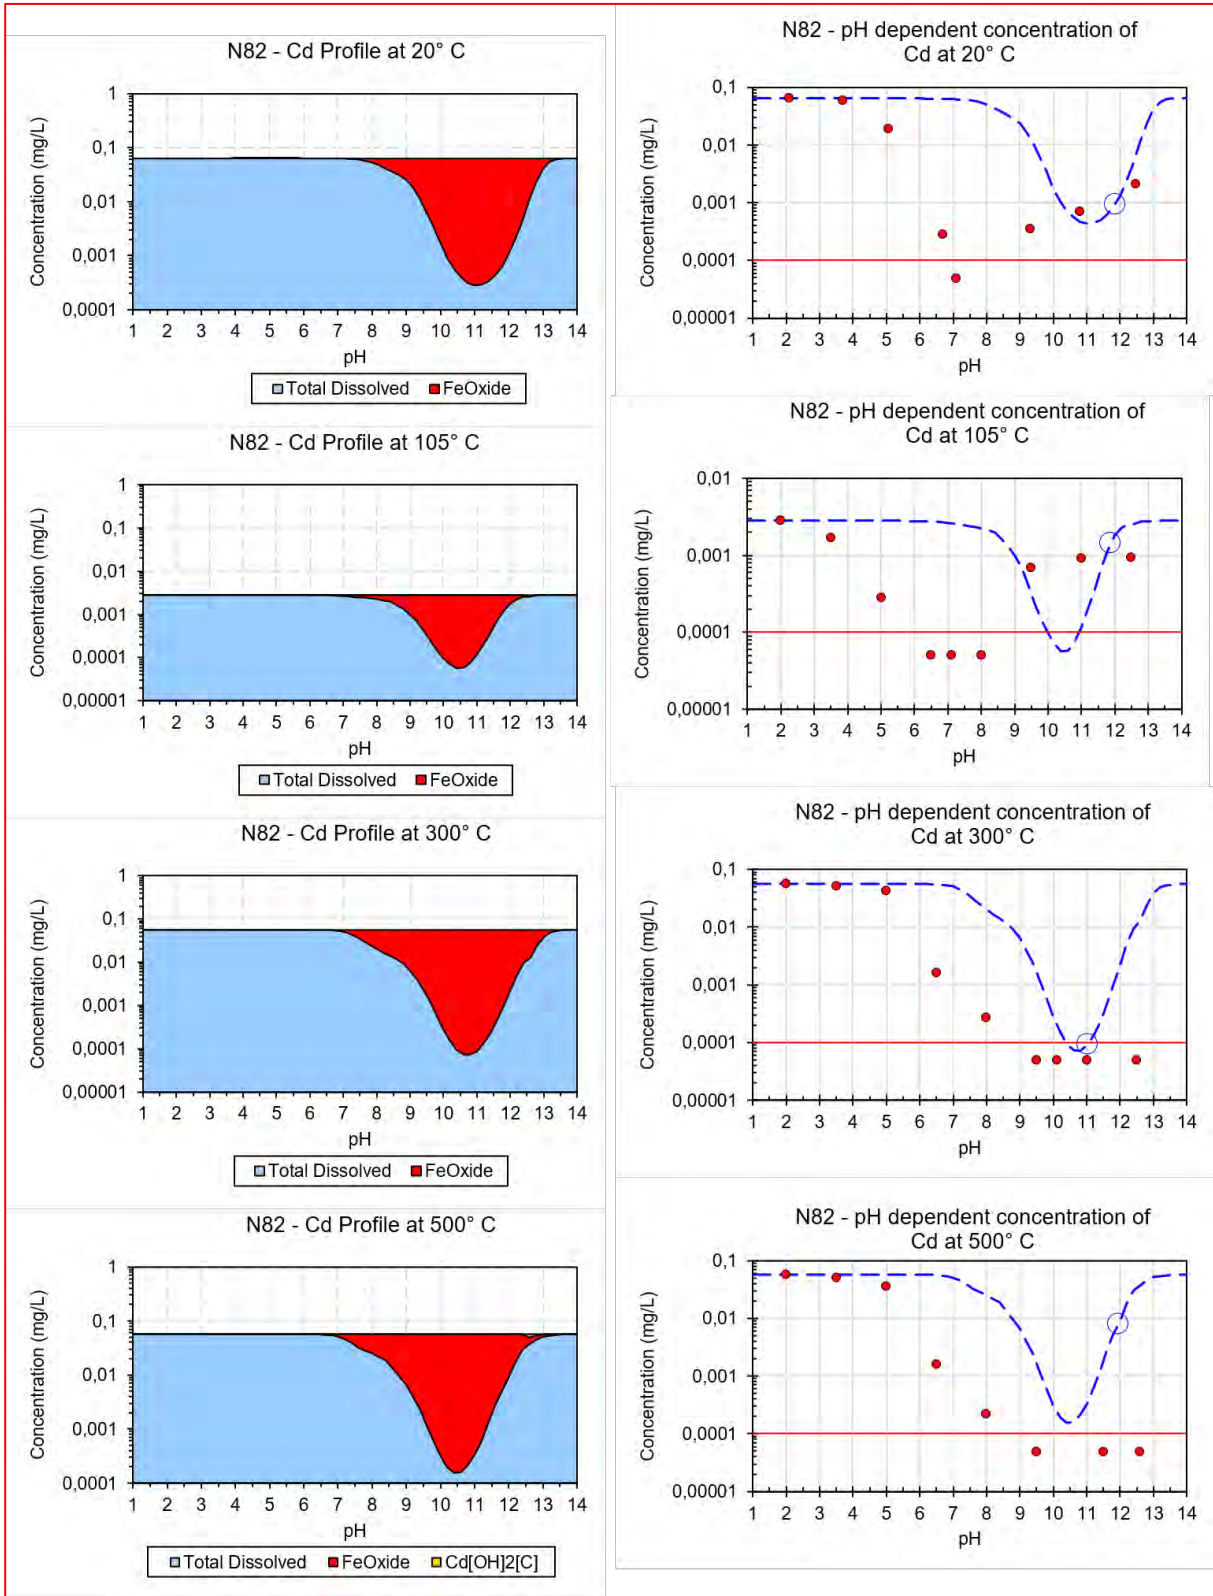 N82 - Cd Profile at 20° C
Concentration (mg/L)
1
0,1
0,01
0,001
0,0001
1 2 3 4 5 6 7 8 9 10 11 12 13 14
pH
Total Dissolved FeOxide
N82 - pH dependent concentration of
Cd at 20° C
Concentration (mg/L)
0,1
0,01
0,001
0,0001
0,00001
1 2 3 4 5 6 7 8 9 10 11 12 13 14
pH
N82 - Cd Profile at 105° C
Concentration (mg/L)
1
0,1
0,01
0,001
0,0001
0,00001
1 2 3 4 5 6 7 8 9 10 11 12 13 14
pH
Total Dissolved FeOxide
N82 - pH dependent concentration of
Cd at 105° C
Concentration (mg/L)
0,01
0,001
0,0001
0,00001
1 2 3 4 5 6 7 8 9 10 11 12 13 14
pH
N82 - Cd Profile at 300° C
Concentration (mg/L)
1
0,1
0,01
0,001
0,0001
0,00001
1 2 3 4 5 6 7 8 9 10 11 12 13 14
pH
Total Dissolved FeOxide
N82 - pH dependent concentration of
Cd at 300° C
Concentration (mg/L)
0,1
0,01
0,001
0,0001
0,00001
1 2 3 4 5 6 7 8 9 10 11 12 13 14
pH
N82 - Cd Profile at 500° C
Concentration (mg/L)
1
0,1
0,01
0,001
0,0001
1 2 3 4 5 6 7 8 9 10 11 12 13 14
pH
Total Dissolved FeOxide Cd[OH]2[C]
N82 - pH dependent concentration of
Cd at 500° C
Concentration (mg/L)
0,1
0,01
0,001
0,0001
0,00001
1 2 3 4 5 6 7 8 9 10 11 12 13 14
pH